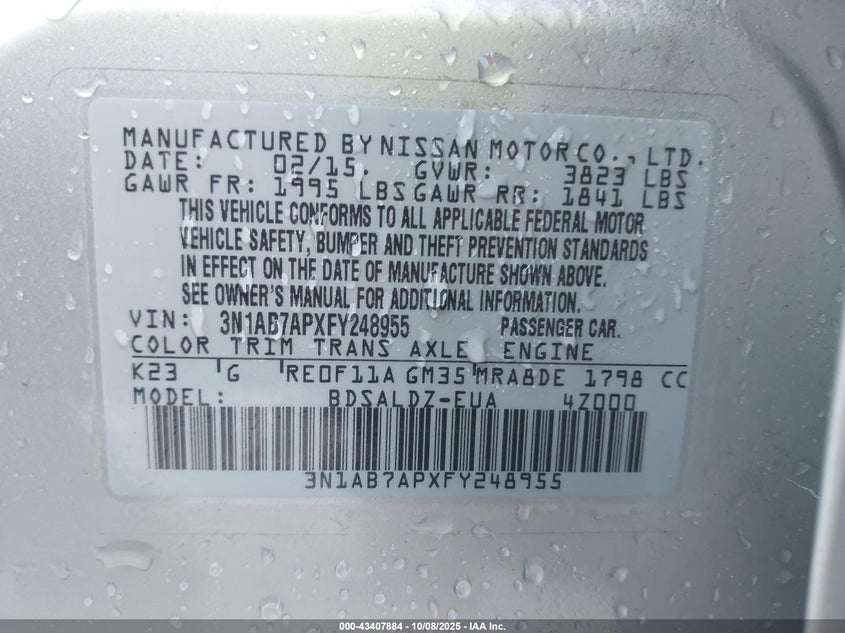 MANUFACTURED BY NISSAN MOTOR CO., LTD.
DATE: 02/15. GVWR: 3823 LBS
GAWR FR: 1995 LBS GAWR RR: 1841 LBS
THIS VEHICLE CONFORMS TO ALL APPLICABLE FEDERAL MOTOR
VEHICLE SAFETY, BUMPER AND THEFT PREVENTION STANDARDS
IN EFFECT ON THE DATE OF MANUFACTURE SHOWN ABOVE.
SEE OWNER'S MANUAL FOR ADDITIONAL INFORMATION.
VIN: 3N1AB7APXFY248955 PASSENGER CAR.
COLOR TRIM TRANS AXLE ENGINE
K23 G RE0F11A GM35 MRA8DE 1798 CC
MODEL: BDSALDZ-EUA 4Z000
3N1AB7APXFY248955
000-43407884 - 10/08/2025 - IAA Inc.